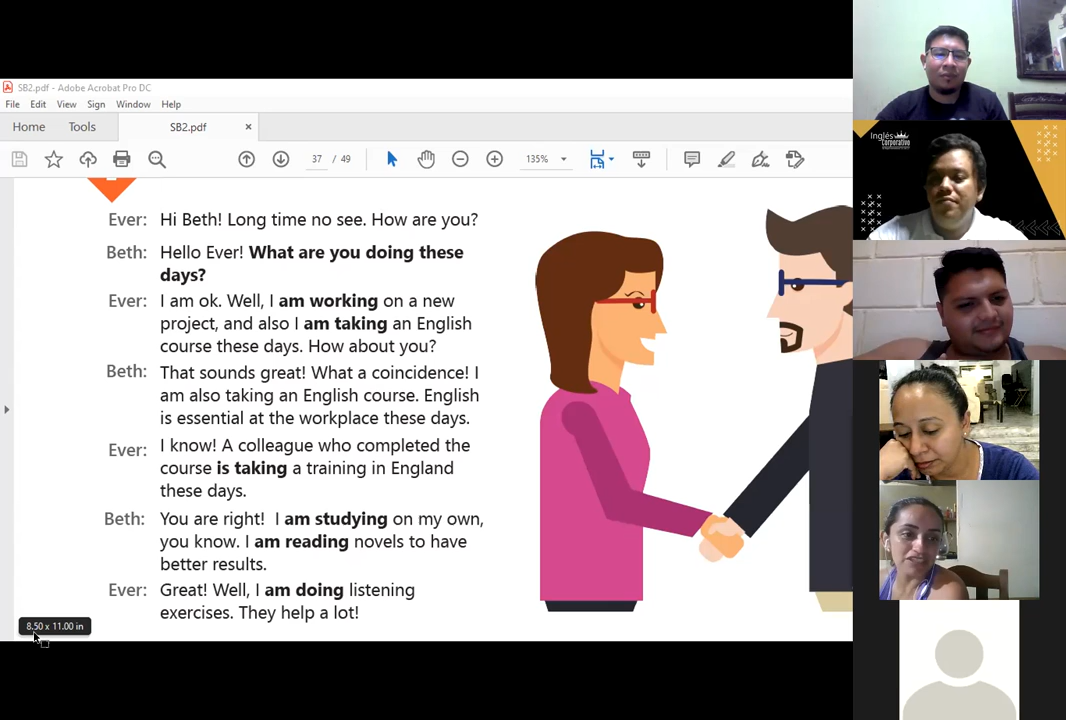 SB2.pdf - Adobe Acrobat Pro DC
File Edit View Sign Window Help
Home Tools SB2.pdf ×
37 / 49 135%
Ever: Hi Beth! Long time no see. How are you?
Beth: Hello Ever! What are you doing these
days?
Ever: I am ok. Well, I am working on a new
project, and also I am taking an English
course these days. How about you?
Beth: That sounds great! What a coincidence! I
am also taking an English course. English
is essential at the workplace these days.
Ever: I know! A colleague who completed the
course is taking a training in England
these days.
Beth: You are right! I am studying on my own,
you know. I am reading novels to have
better results.
Ever: Great! Well, I am doing listening
exercises. They help a lot!
8.50 x 11.00 in
Inglés
Corporativo